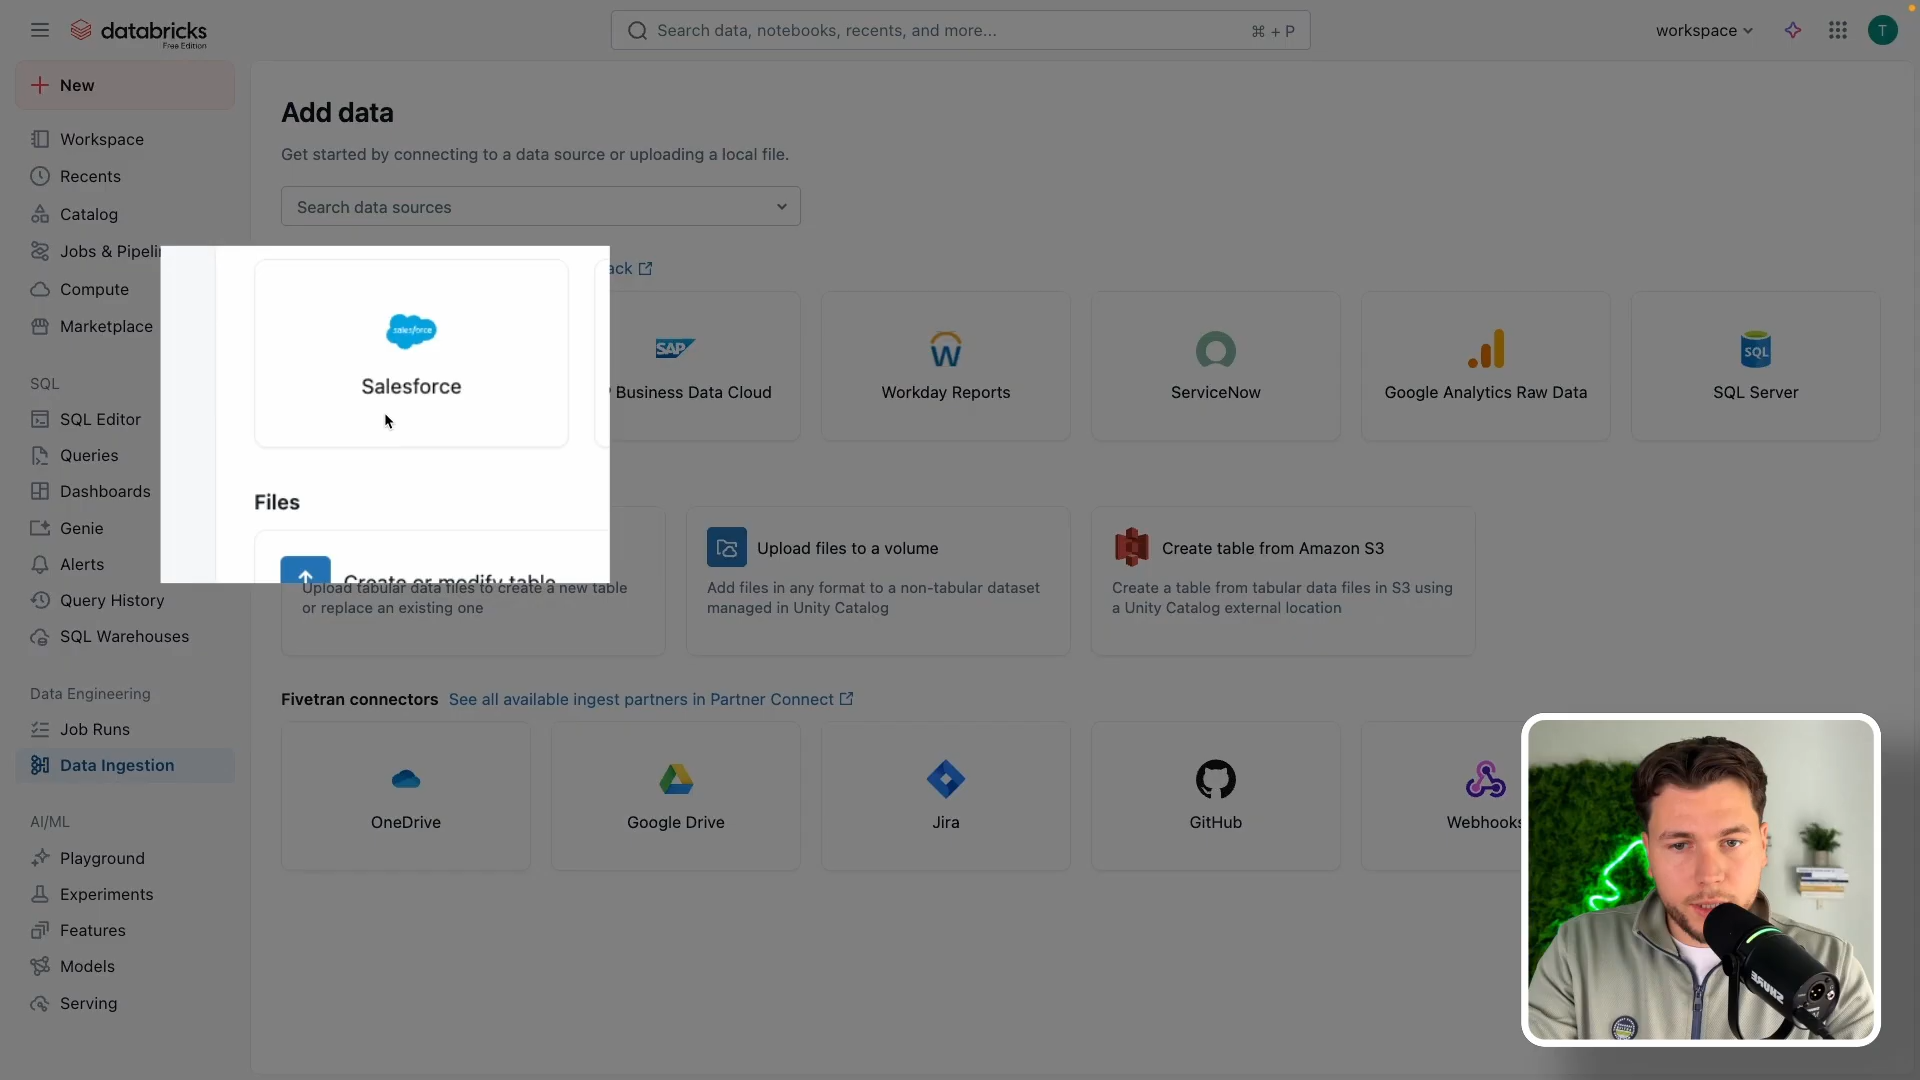 databricks
Free Edition
Search data, notebooks, recents, and more...
⌘ + P
workspace
T
New
Workspace
Recents
Catalog
Jobs & Pipelin
Compute
Marketplace
SQL
SQL Editor
Queries
Dashboards
Genie
Alerts
Query History
SQL Warehouses
Data Engineering
Job Runs
Data Ingestion
AI/ML
Playground
Experiments
Features
Models
Serving
Add data
Get started by connecting to a data source or uploading a local file.
Search data sources
ack
salesforce
Salesforce
SAP
Business Data Cloud
W
Workday Reports
ServiceNow
Google Analytics Raw Data
SQL
SQL Server
Files
Create or modify table
Upload tabular data files to create a new table
or replace an existing one
Upload files to a volume
Add files in any format to a non-tabular dataset
managed in Unity Catalog
Create table from Amazon S3
Create a table from tabular data files in S3 using
a Unity Catalog external location
Fivetran connectors See all available ingest partners in Partner Connect
OneDrive
Google Drive
Jira
GitHub
Webhooks
SHURE